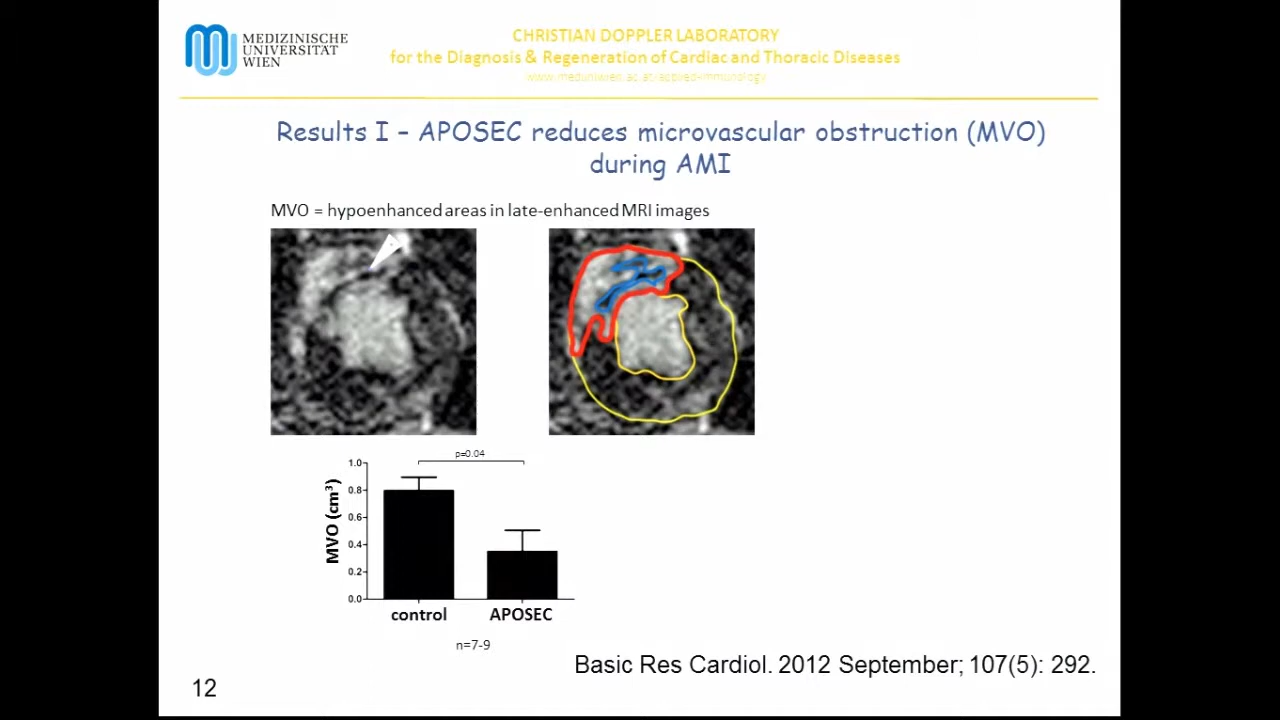 MEDIZINISCHE
UNIVERSITÄT
WIEN
CHRISTIAN DOPPLER LABORATORY
for the Diagnosis & Regeneration of Cardiac and Thoracic Diseases
www.meduniwien.ac.at/applied-immunology
Results I – APOSEC reduces microvascular obstruction (MVO)
during AMI
MVO = hypoenhanced areas in late-enhanced MRI images
p=0.04
MVO (cm³)
1.0
0.8
0.6
0.4
0.2
0.0
control
APOSEC
n=7-9
Basic Res Cardiol. 2012 September; 107(5): 292.
12